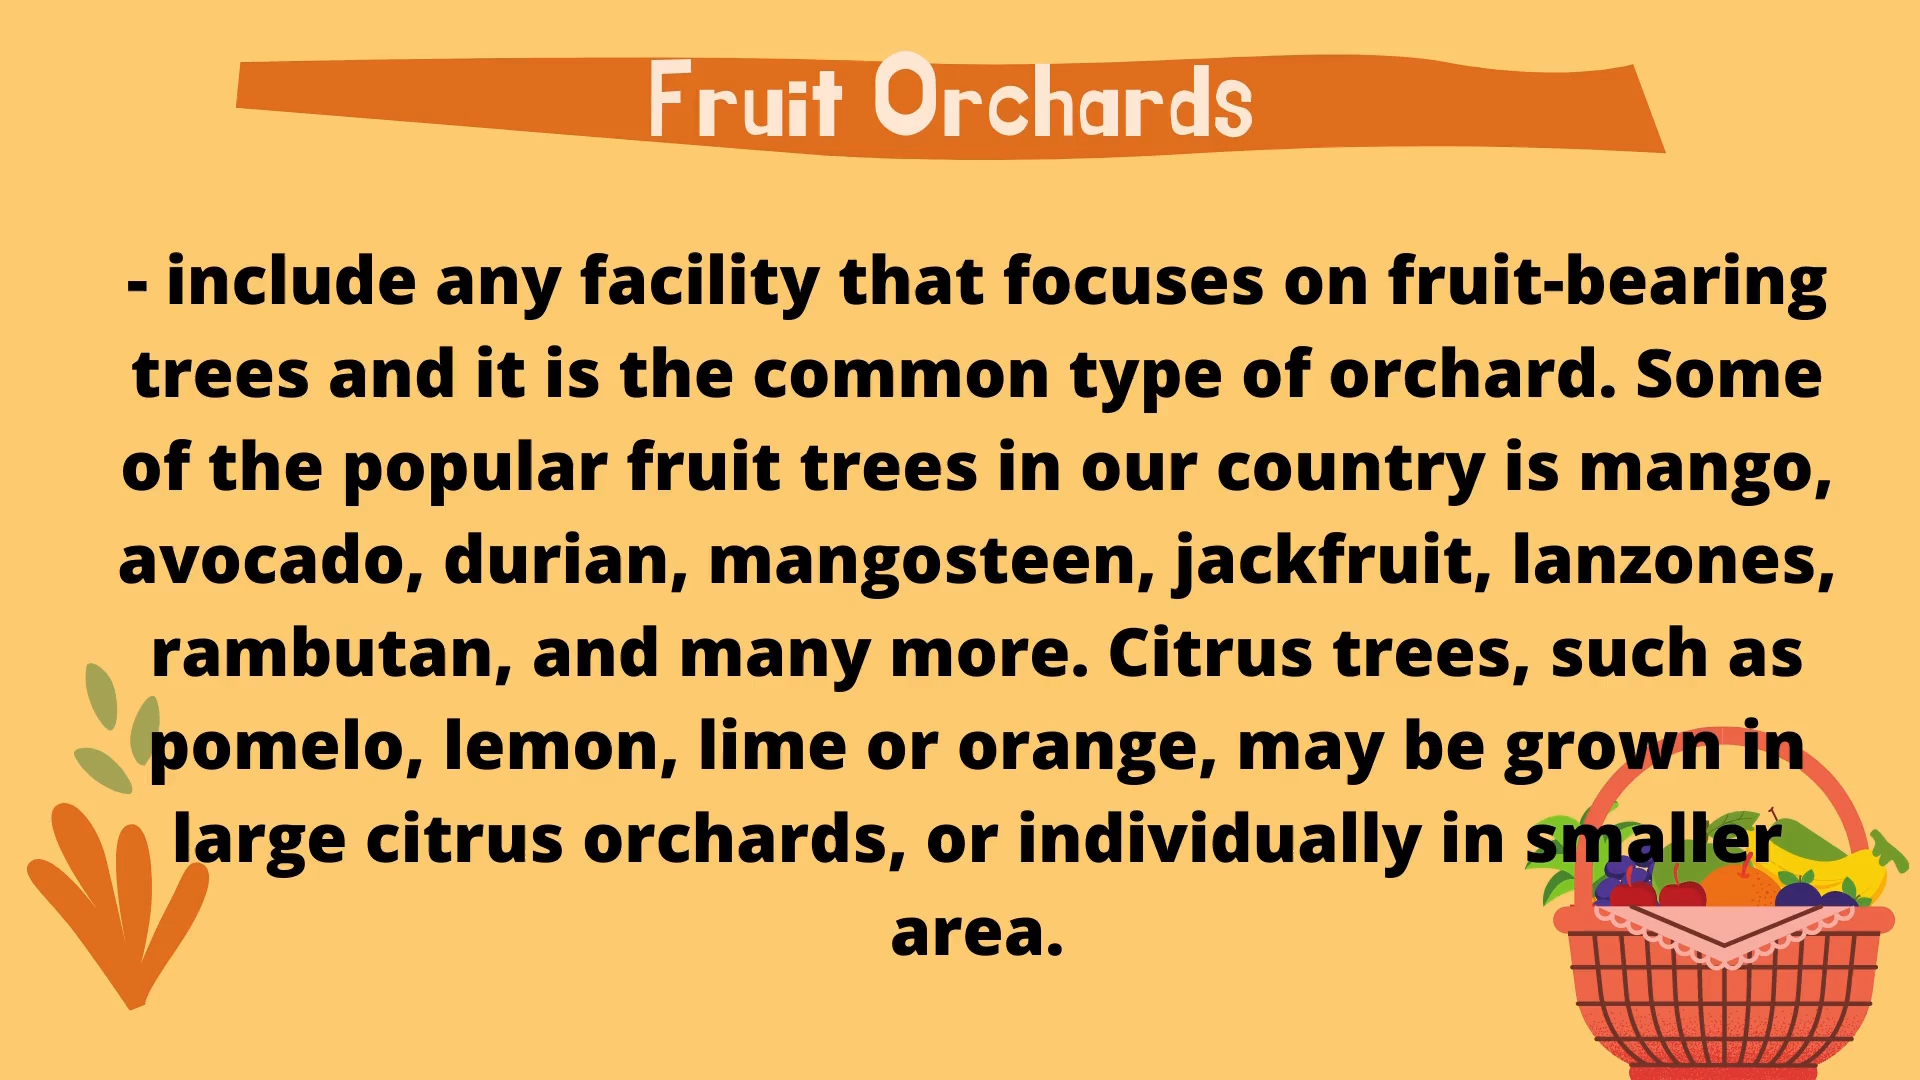 Fruit Orchards
- include any facility that focuses on fruit-bearing
trees and it is the common type of orchard. Some
of the popular fruit trees in our country is mango,
avocado, durian, mangosteen, jackfruit, lanzones,
rambutan, and many more. Citrus trees, such as
pomelo, lemon, lime or orange, may be grown in
large citrus orchards, or individually in smaller
area.